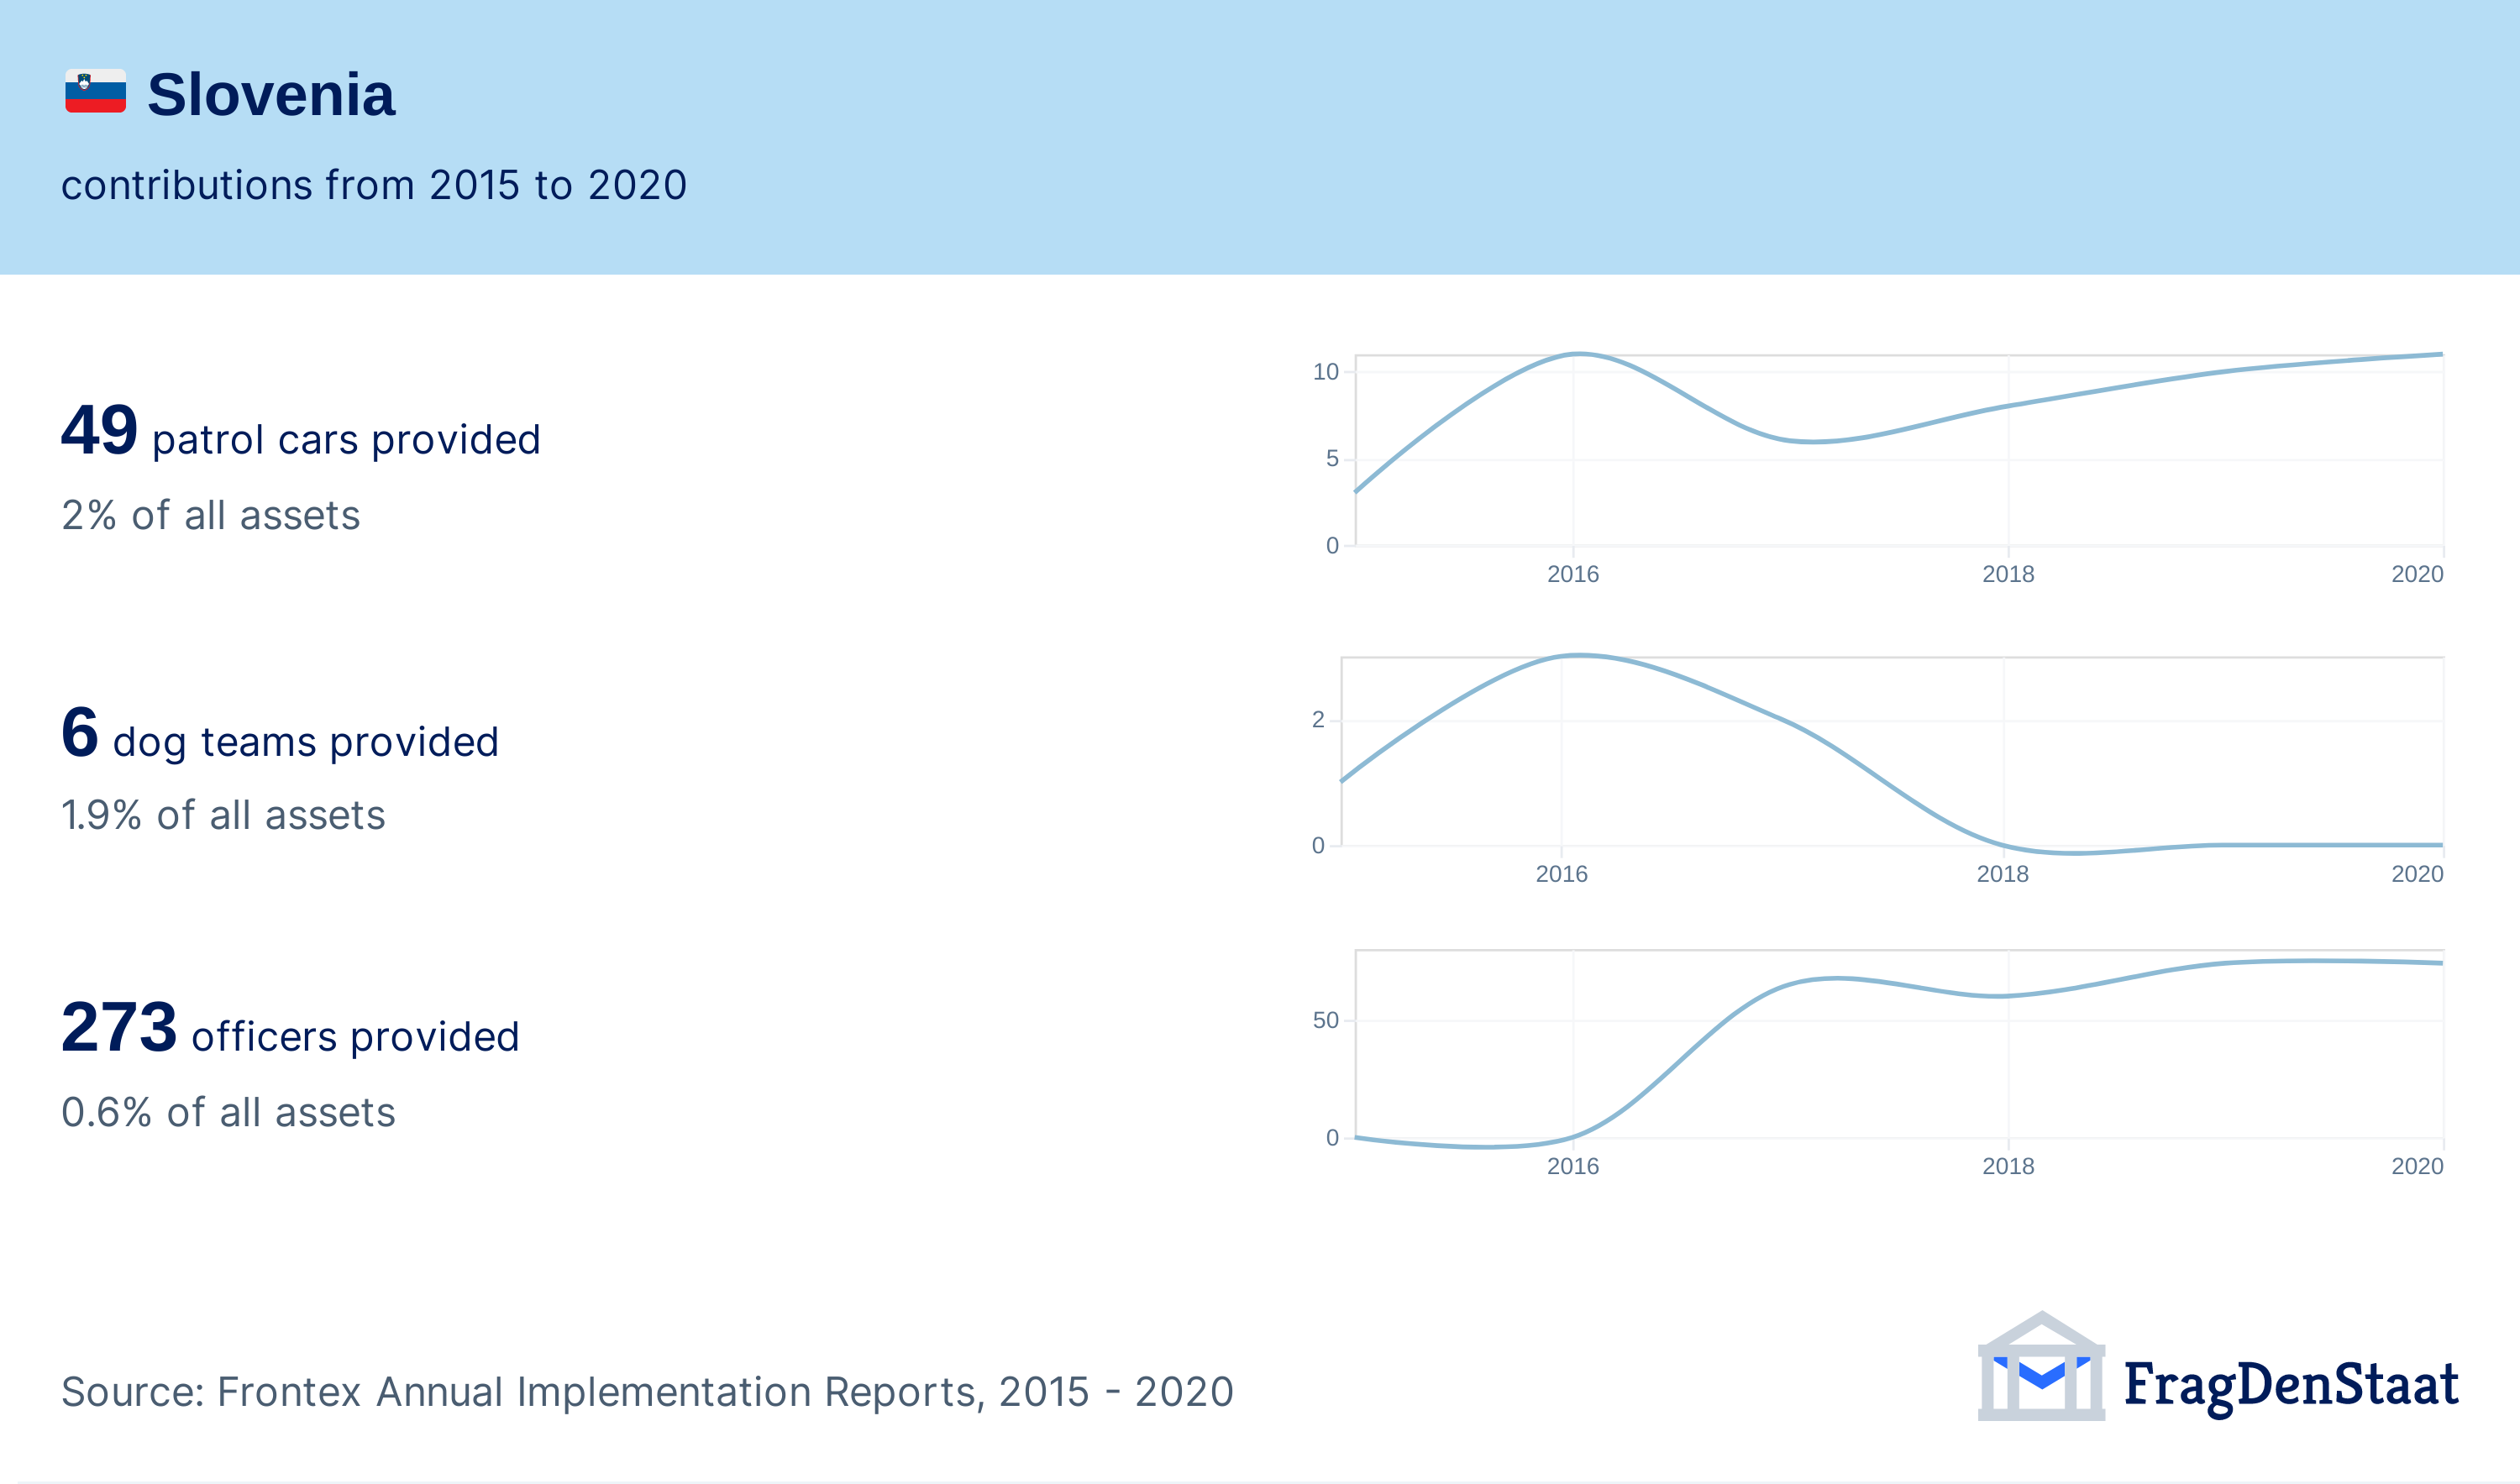 Slovenia
contributions from 2015 to 2020
49 patrol cars provided
2% of all assets
10
5
0
2016 2018 2020
6 dog teams provided
1.9% of all assets
2
0
2016 2018 2020
273 officers provided
0.6% of all assets
50
0
2016 2018 2020
Source: Frontex Annual Implementation Reports, 2015 - 2020
FragDenStaat